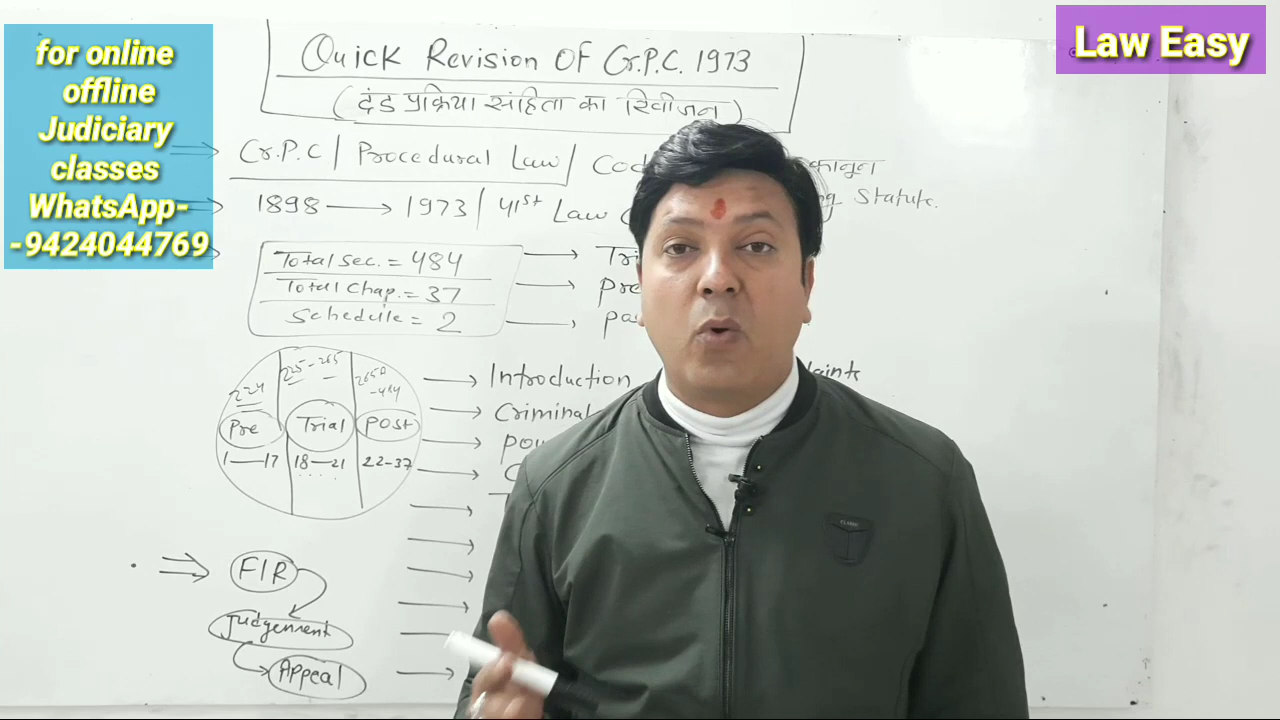 for online
offline
Judiciary
classes
WhatsApp-
-9424044769
Law Easy
Quick Revision OF Cr.P.C. 1973
(दंड प्रक्रिया संहिता का रिवीजन)
Cr.P.C | Procedural Law | कानून
1898 → 1973 | 41st Law Statute.
Total Sec. = 484
Total Chap. = 37
Schedule = 2
Introduction
Criminal
Pre Trial Post
1—17 18—21 22-37
FIR
Judgement
Appeal